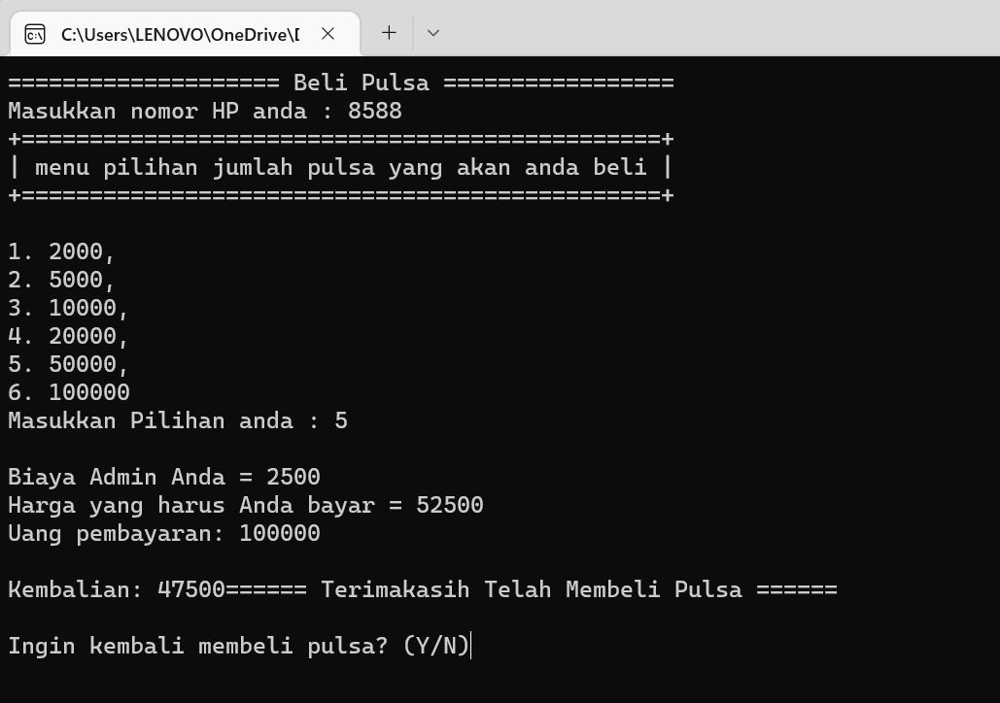 C:\Users\LENOVO\OneDrive\
=================== Beli Pulsa =================
Masukkan nomor HP anda : 8588
+===============================================+
| menu pilihan jumlah pulsa yang akan anda beli |
+===============================================+
1. 2000,
2. 5000,
3. 10000,
4. 20000,
5. 50000,
6. 100000
Masukkan Pilihan anda : 5
Biaya Admin Anda = 2500
Harga yang harus Anda bayar = 52500
Uang pembayaran: 100000
Kembalian: 47500====== Terimakasih Telah Membeli Pulsa ======
Ingin kembali membeli pulsa? (Y/N)